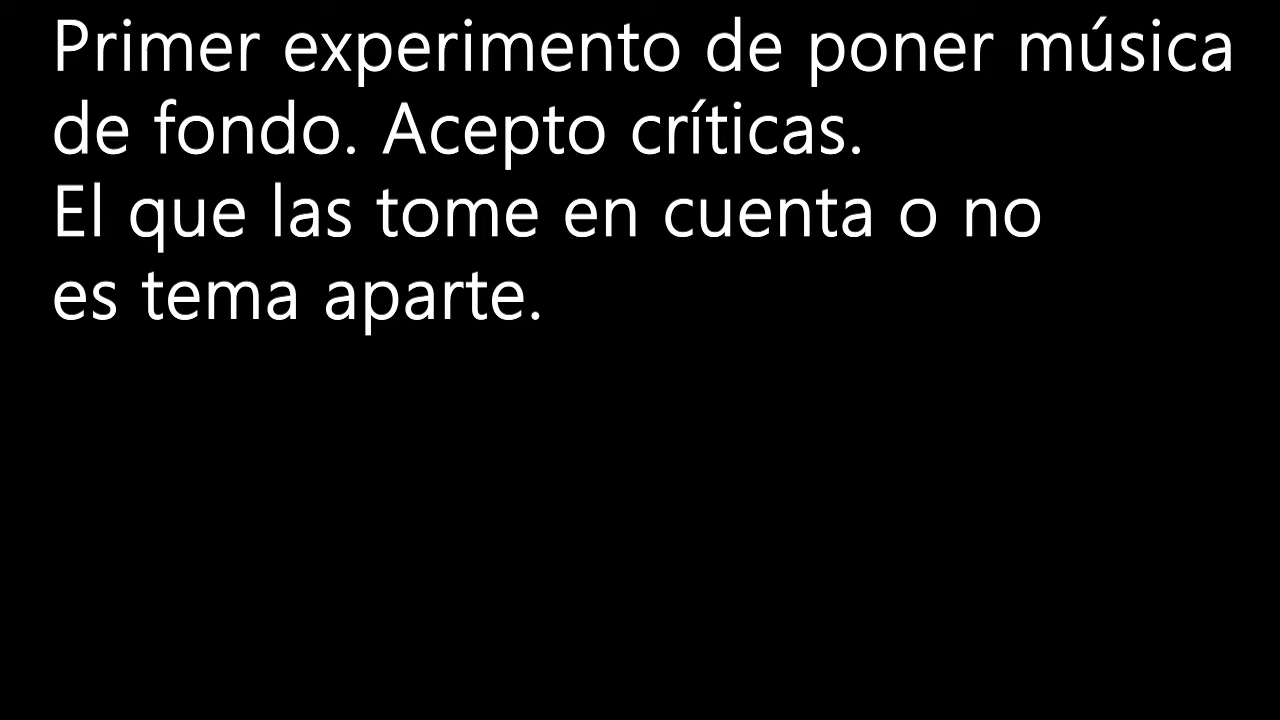 Primer experimento de poner música
de fondo. Acepto críticas.
El que las tome en cuenta o no
es tema aparte.